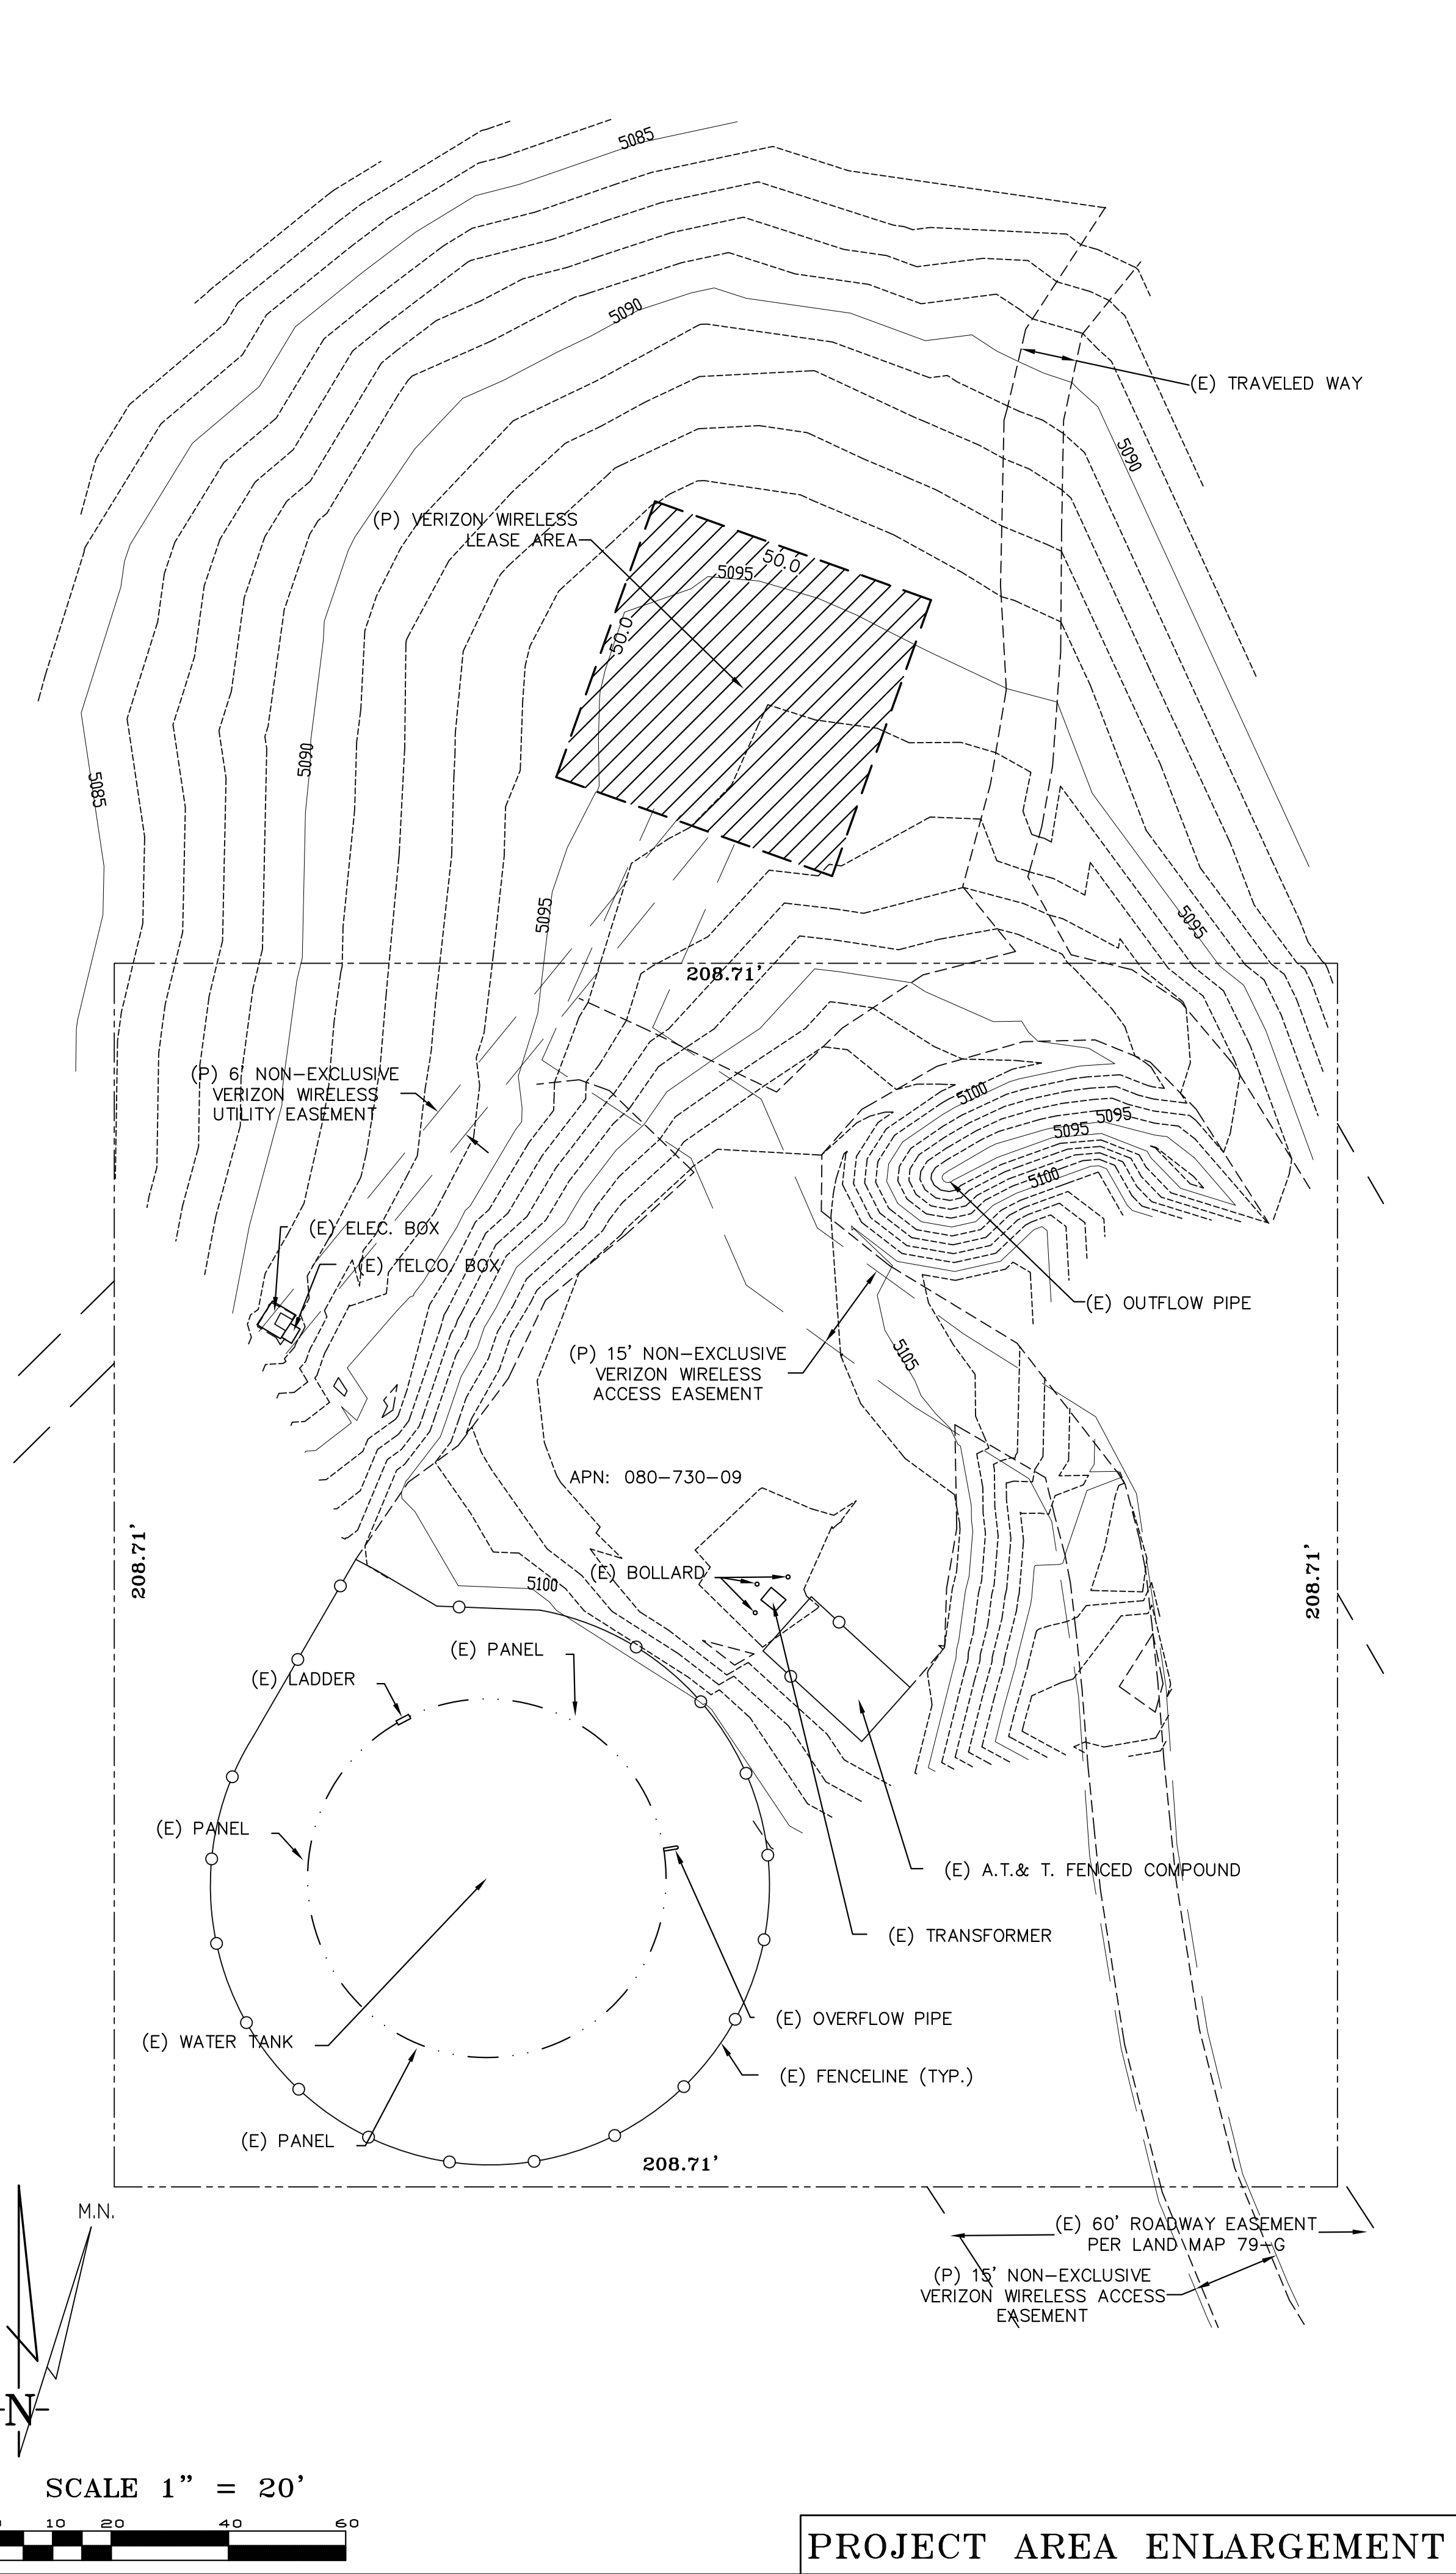 5085
5090
(E) TRAVELED WAY
5090
(P) VERIZON WIRELESS
LEASE AREA
50.0
5095
50.0
5090
5085
5095
5095
208.71'
(P) 6' NON-EXCLUSIVE
VERIZON WIRELESS
UTILITY EASEMENT
5100
5095
5095
5100
(E) ELEC. BOX
(E) TELCO. BOX
(E) OUTFLOW PIPE
(P) 15' NON-EXCLUSIVE
VERIZON WIRELESS
ACCESS EASEMENT
5105
APN: 080-730-09
208.71'
208.71'
(E) BOLLARD
5100
(E) PANEL
(E) LADDER
(E) PANEL
(E) A.T.& T. FENCED COMPOUND
(E) TRANSFORMER
(E) OVERFLOW PIPE
(E) WATER TANK
(E) FENCELINE (TYP.)
(E) PANEL
208.71'
M.N.
(E) 60' ROADWAY EASEMENT
PER LAND MAP 79-G
(P) 15' NON-EXCLUSIVE
VERIZON WIRELESS ACCESS
EASEMENT
N
SCALE 1" = 20'
10 20 40 60
PROJECT AREA ENLARGEMENT